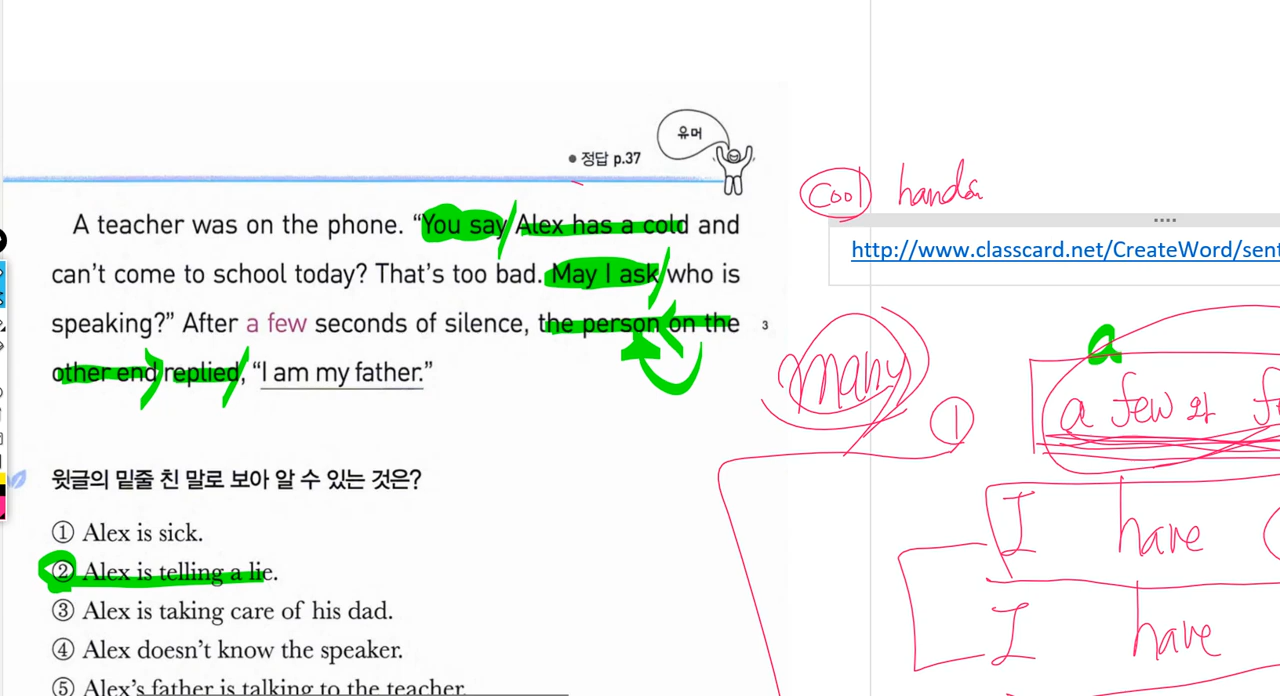 유머
● 정답 p.37
A teacher was on the phone. “You say Alex has a cold and
can’t come to school today? That’s too bad. May I ask who is
speaking?” After a few seconds of silence, the person on the
3
other end replied, “I am my father.”
윗글의 밑줄 친 말로 보아 알 수 있는 것은?
① Alex is sick.
② Alex is telling a lie.
③ Alex is taking care of his dad.
④ Alex doesn’t know the speaker.
⑤ Alex’s father is talking to the teacher.
Cool
http://www.classcard.net/CreateWord/sent
many
①
a
a few 와 f
I have
I have